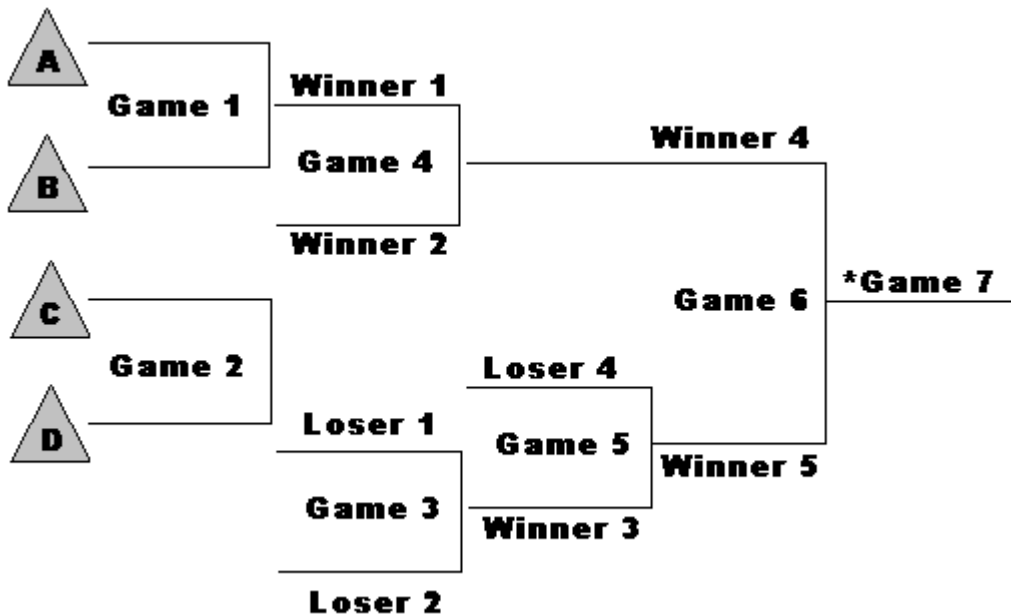 A
Game 1
B
Winner 1
Game 4
Winner 2
Winner 4
C
Game 2
D
Loser 1
Game 3
Loser 2
Loser 4
Game 5
Winner 3
Game 6
Winner 5
*Game 7